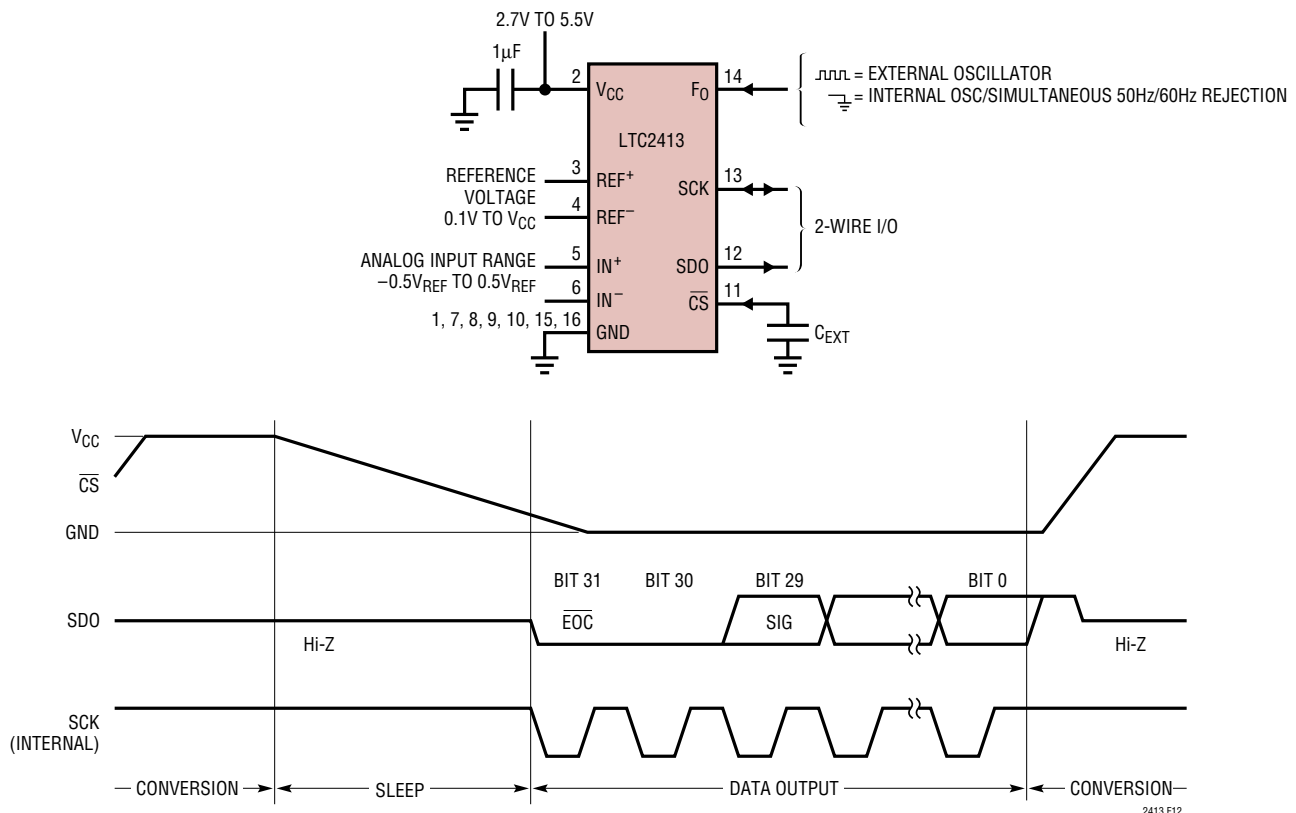 2.7V TO 5.5V
1µF
2
VCC
FO
14
= EXTERNAL OSCILLATOR
= INTERNAL OSC/SIMULTANEOUS 50Hz/60Hz REJECTION
LTC2413
REFERENCE
VOLTAGE
0.1V TO VCC
3
REF+
4
REF−
SCK
13
2-WIRE I/O
ANALOG INPUT RANGE
−0.5VREF TO 0.5VREF
5
IN+
6
IN−
SDO
12
CS
11
1, 7, 8, 9, 10, 15, 16
GND
CEXT
VCC
CS
GND
BIT 31
BIT 30
BIT 29
BIT 0
SDO
EOC
SIG
Hi-Z
Hi-Z
SCK
(INTERNAL)
CONVERSION
SLEEP
DATA OUTPUT
CONVERSION
2413 F12